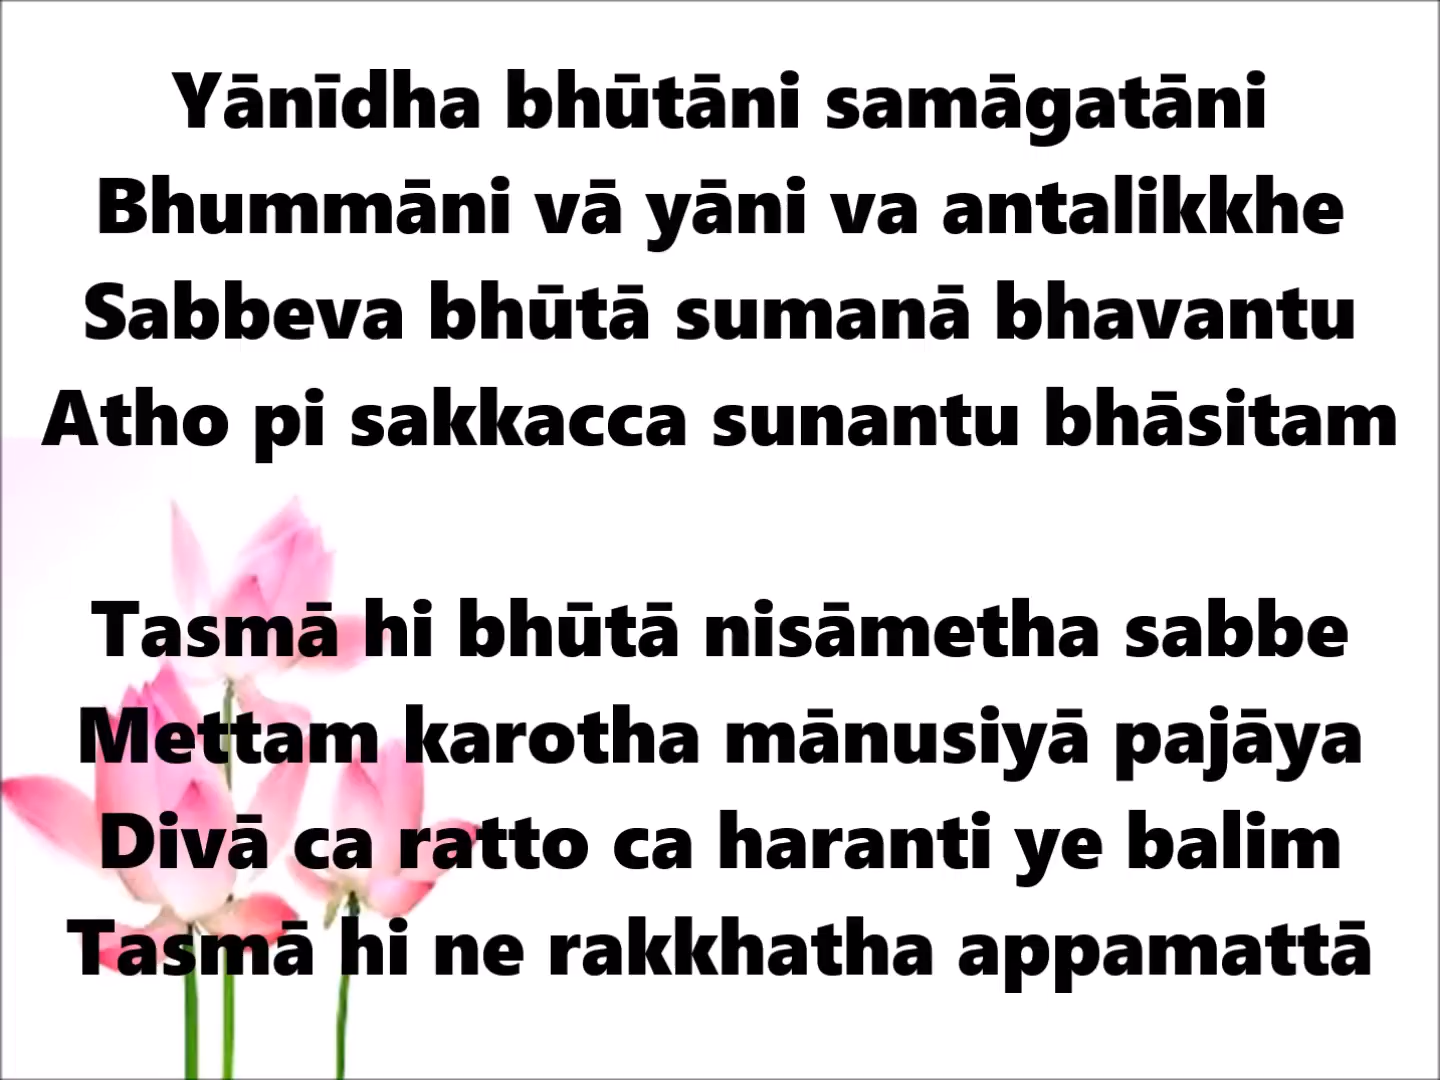 Yānīdha bhūtāni samāgatāni
Bhummāni vā yāni va antalikkhe
Sabbeva bhūtā sumanā bhavantu
Atho pi sakkacca sunantu bhāsitam
Tasmā hi bhūtā nisāmetha sabbe
Mettam karotha mānusiyā pajāya
Divā ca ratto ca haranti ye balim
Tasmā hi ne rakkhatha appamattā